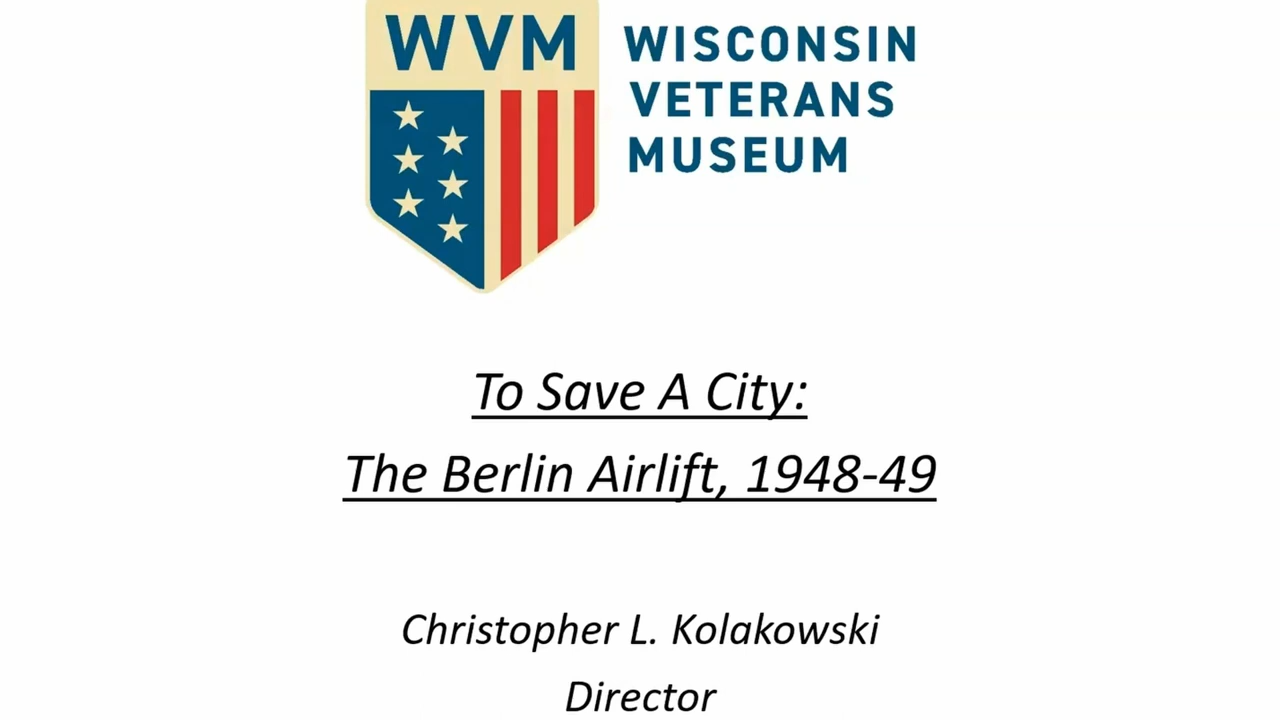 WVM
WISCONSIN
VETERANS
MUSEUM
To Save A City:
The Berlin Airlift, 1948-49
Christopher L. Kolakowski
Director